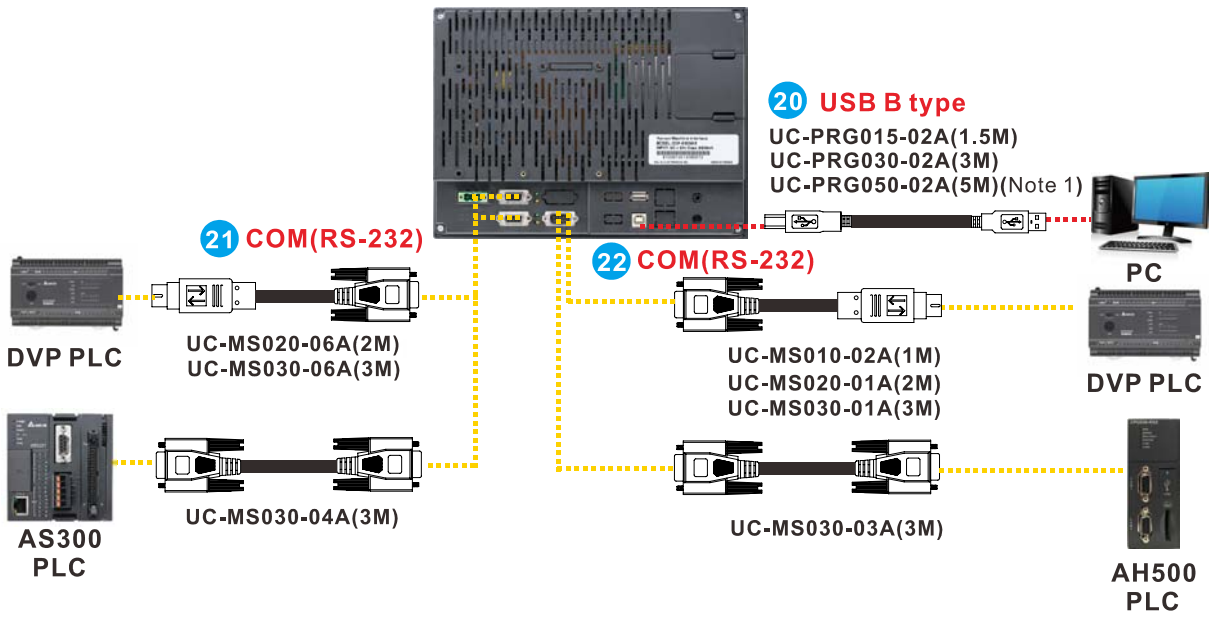 20 USB B type
UC-PRG015-02A(1.5M)
UC-PRG030-02A(3M)
UC-PRG050-02A(5M)(Note 1)
PC
21 COM(RS-232)
22 COM(RS-232)
DVP PLC
UC-MS020-06A(2M)
UC-MS030-06A(3M)
UC-MS010-02A(1M)
UC-MS020-01A(2M)
UC-MS030-01A(3M)
DVP PLC
UC-MS030-04A(3M)
UC-MS030-03A(3M)
AS300
PLC
AH500
PLC